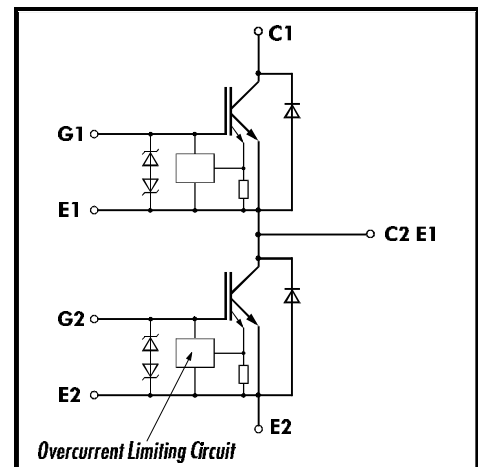 C1
G1
E1
C2 E1
G2
E2
E2
Overcurrent Limiting Circuit